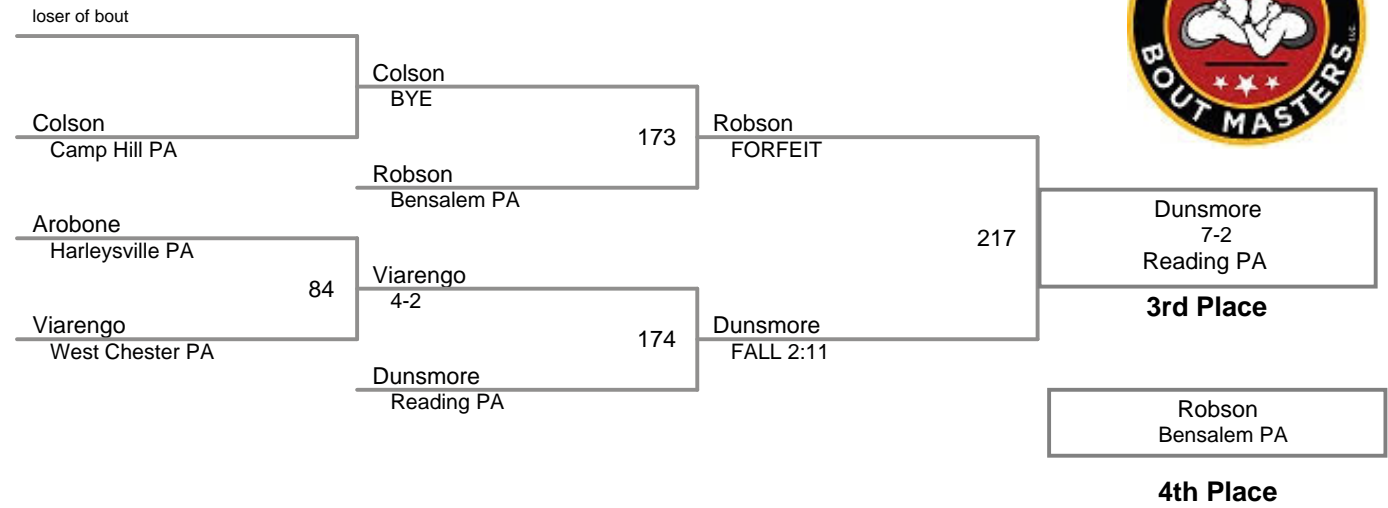 loser of bout
Colson
BYE
Colson
Camp Hill PA
173
Robson
FORFEIT
Robson
Bensalem PA
Arobone
Harleysville PA
217
Dunsmore
7-2
Reading PA
3rd Place
84
Viarengo
4-2
Viarengo
West Chester PA
174
Dunsmore
FALL 2:11
Dunsmore
Reading PA
Robson
Bensalem PA
4th Place
BOUT MASTERS LLC.